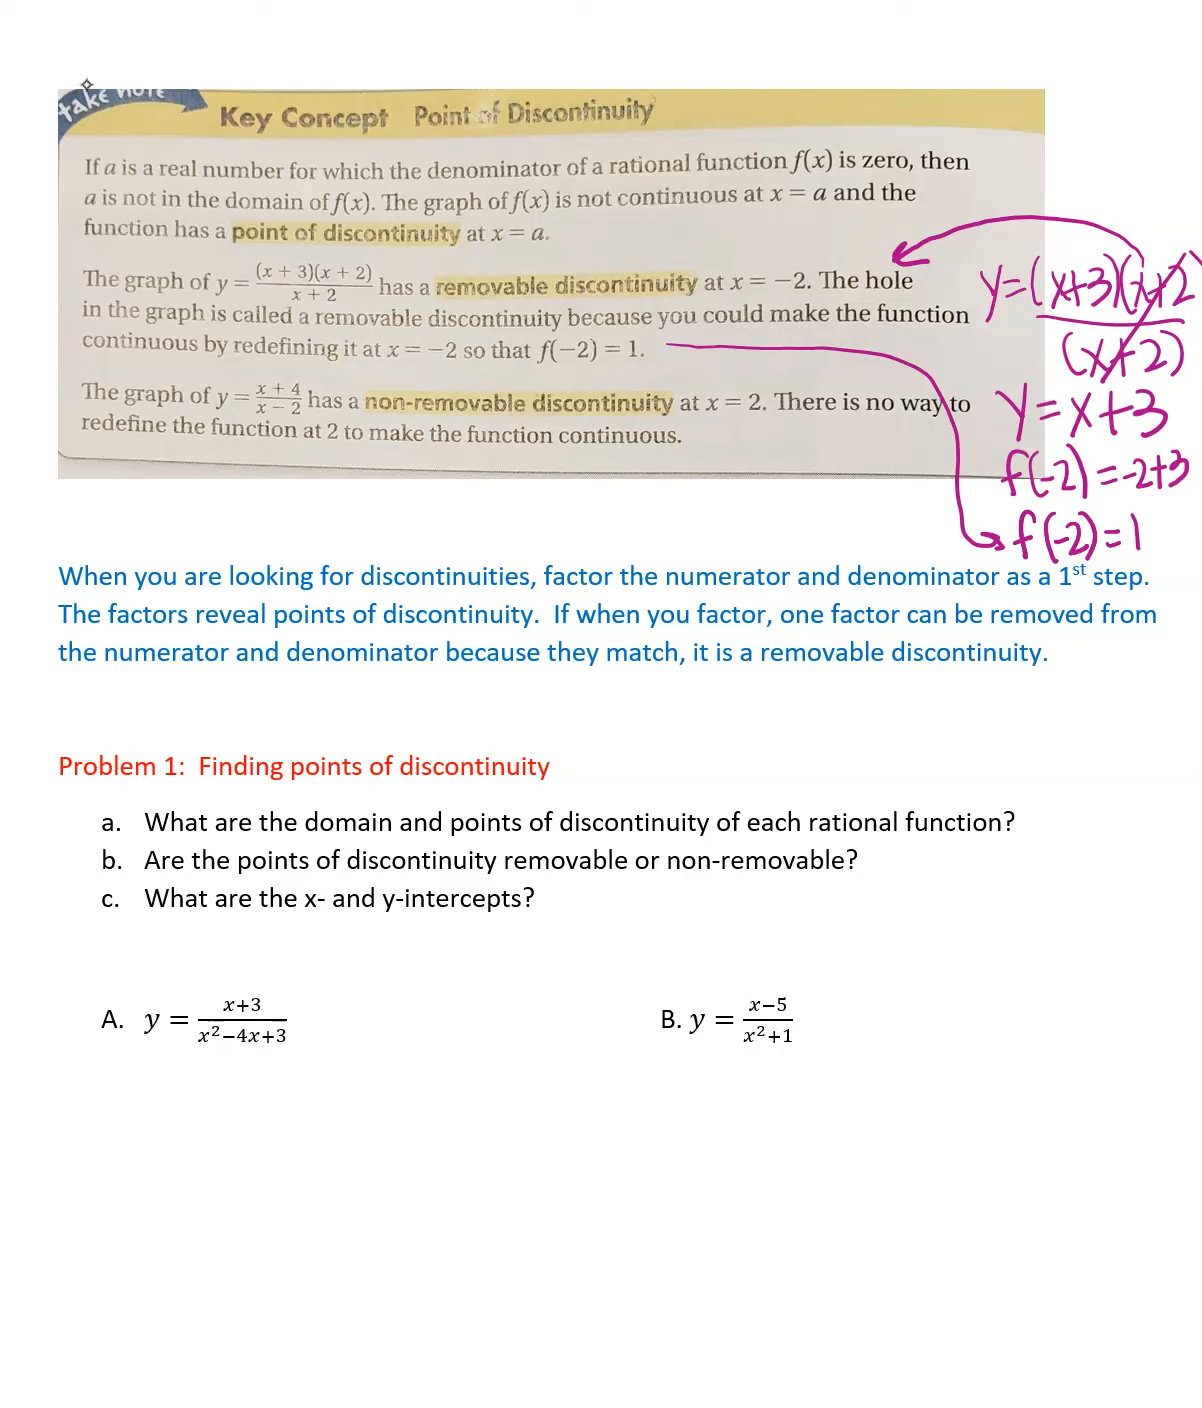 take note
Key Concept Point of Discontinuity
If a is a real number for which the denominator of a rational function f(x) is zero, then
a is not in the domain of f(x). The graph of f(x) is not continuous at x = a and the
function has a point of discontinuity at x = a.
The graph of y = (x + 3)(x + 2) / x + 2 has a removable discontinuity at x = −2. The hole
in the graph is called a removable discontinuity because you could make the function
continuous by redefining it at x = −2 so that f(−2) = 1.
The graph of y = x + 4 / x − 2 has a non-removable discontinuity at x = 2. There is no way to
redefine the function at 2 to make the function continuous.
y=(x+3)(x+2)
(x+2)
y=x+3
f(-2)=-2+3
f(-2)=1
When you are looking for discontinuities, factor the numerator and denominator as a 1st step.
The factors reveal points of discontinuity. If when you factor, one factor can be removed from
the numerator and denominator because they match, it is a removable discontinuity.
Problem 1: Finding points of discontinuity
a. What are the domain and points of discontinuity of each rational function?
b. Are the points of discontinuity removable or non-removable?
c. What are the x- and y-intercepts?
A. y = x+3 / x²−4x+3
B. y = x−5 / x²+1